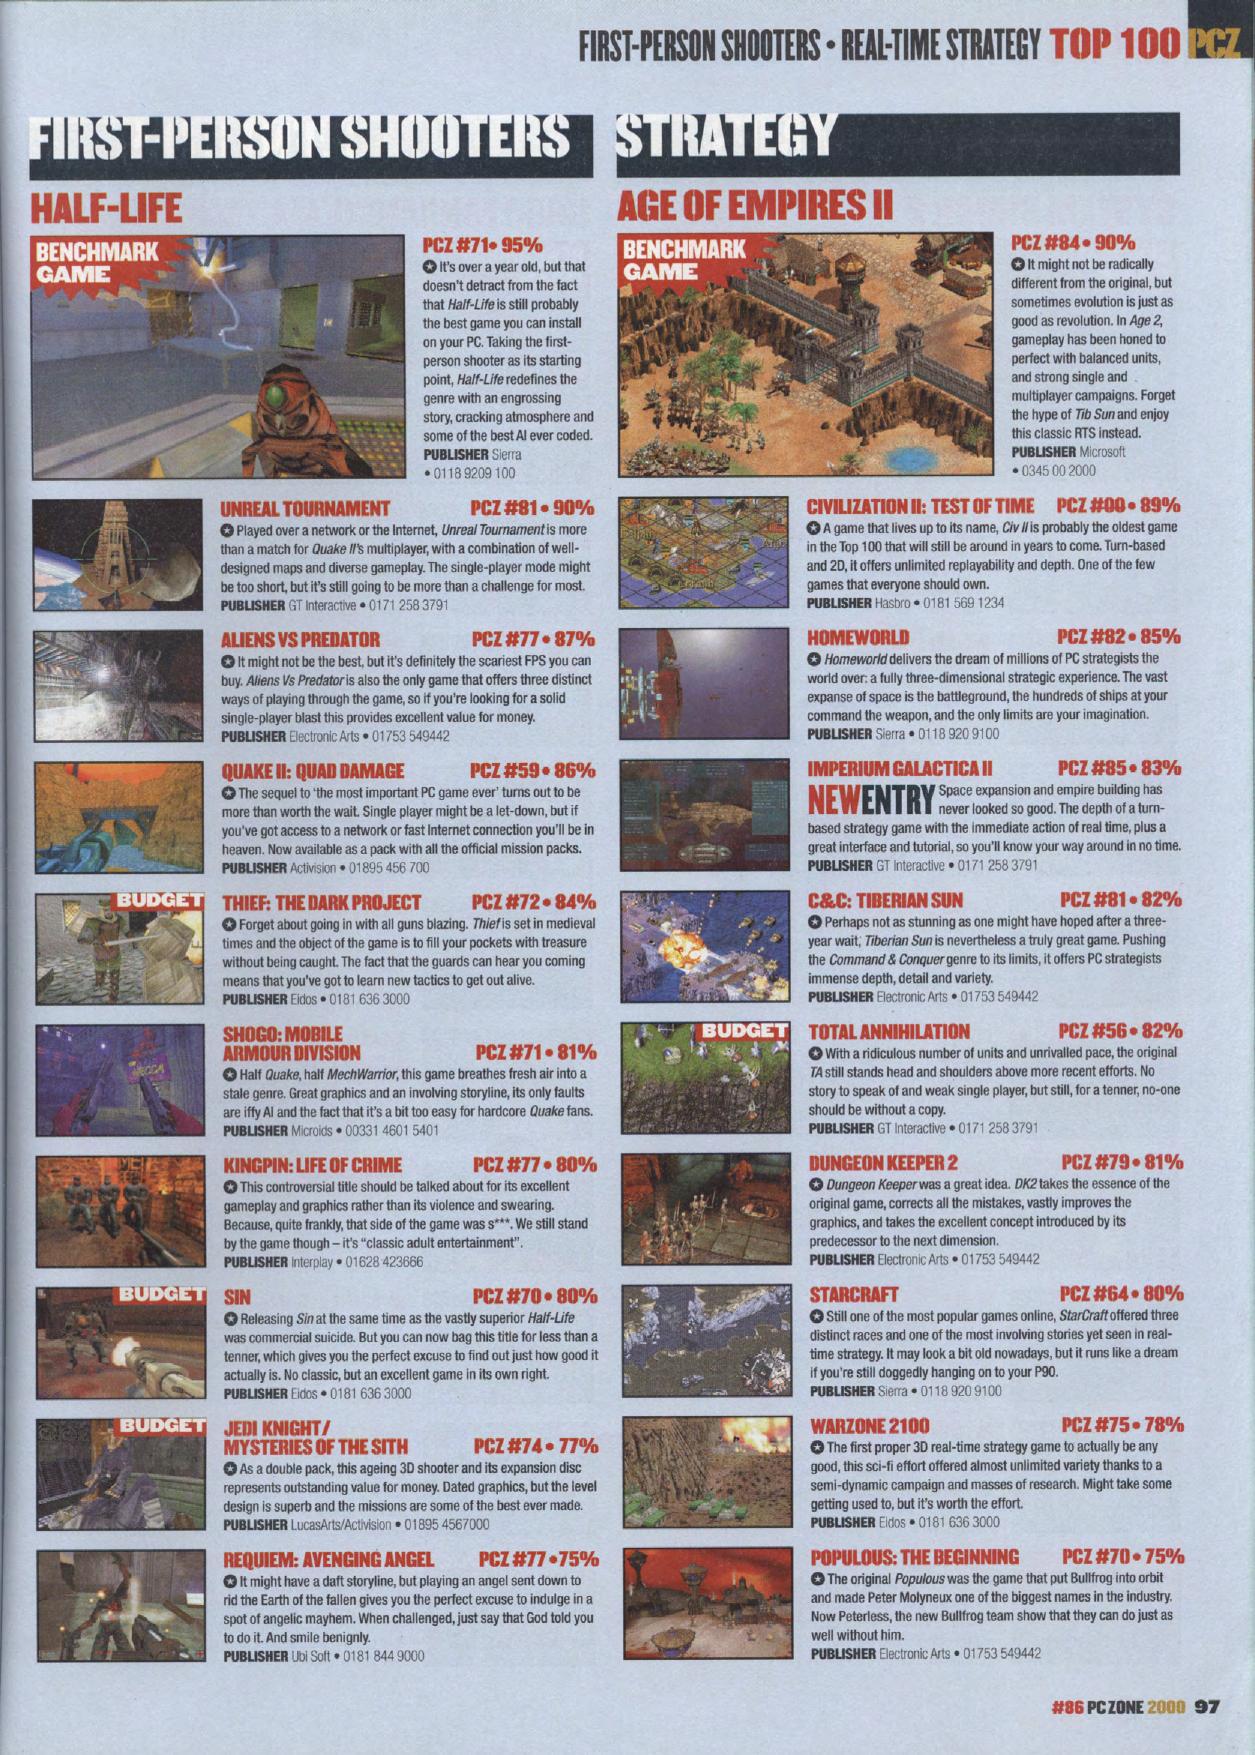 FIRST-PERSON SHOOTERS • REAL-TIME STRATEGY TOP 100 PCZ
FIRST-PERSON SHOOTERS
HALF-LIFE
BENCHMARK
GAME
PCZ #71 • 95%
It's over a year old, but that
doesn't detract from the fact
that Half-Life is still probably
the best game you can install
on your PC. Taking the first-
person shooter as its starting
point, Half-Life redefines the
genre with an engrossing
story, cracking atmosphere and
some of the best AI ever coded.
PUBLISHER Sierra
• 0118 9209 100
UNREAL TOURNAMENT PCZ #81 • 90%
Played over a network or the Internet, Unreal Tournament is more
than a match for Quake II's multiplayer, with a combination of well-
designed maps and diverse gameplay. The single-player mode might
be too short, but it's still going to be more than a challenge for most.
PUBLISHER GT Interactive • 0171 258 3791
ALIENS VS PREDATOR PCZ #77 • 87%
It might not be the best, but it's definitely the scariest FPS you can
buy. Aliens Vs Predator is also the only game that offers three distinct
ways of playing through the game, so if you're looking for a solid
single-player blast this provides excellent value for money.
PUBLISHER Electronic Arts • 01753 549442
QUAKE II: QUAD DAMAGE PCZ #59 • 86%
The sequel to 'the most important PC game ever' turns out to be
more than worth the wait. Single player might be a let-down, but if
you've got access to a network or fast Internet connection you'll be in
heaven. Now available as a pack with all the official mission packs.
PUBLISHER Activision • 01895 456 700
BUDGET
THIEF: THE DARK PROJECT PCZ #72 • 84%
Forget about going in with all guns blazing. Thief is set in medieval
times and the object of the game is to fill your pockets with treasure
without being caught. The fact that the guards can hear you coming
means that you've got to learn new tactics to get out alive.
PUBLISHER Eidos • 0181 636 3000
SHOGO: MOBILE
ARMOUR DIVISION PCZ #71 • 81%
Half Quake, half MechWarrior, this game breathes fresh air into a
stale genre. Great graphics and an involving storyline, its only faults
are iffy AI and the fact that it's a bit too easy for hardcore Quake fans.
PUBLISHER Microids • 00331 4601 5401
KINGPIN: LIFE OF CRIME PCZ #77 • 80%
This controversial title should be talked about for its excellent
gameplay and graphics rather than its violence and swearing.
Because, quite frankly, that side of the game was s***. We still stand
by the game though – it's "classic adult entertainment".
PUBLISHER Interplay • 01628 423666
BUDGET
SIN PCZ #70 • 80%
Releasing Sin at the same time as the vastly superior Half-Life
was commercial suicide. But you can now bag this title for less than a
tenner, which gives you the perfect excuse to find out just how good it
actually is. No classic, but an excellent game in its own right.
PUBLISHER Eidos • 0181 636 3000
BUDGET
JEDI KNIGHT/
MYSTERIES OF THE SITH PCZ #74 • 77%
As a double pack, this ageing 3D shooter and its expansion disc
represents outstanding value for money. Dated graphics, but the level
design is superb and the missions are some of the best ever made.
PUBLISHER LucasArts/Activision • 01895 4567000
REQUIEM: AVENGING ANGEL PCZ #77 • 75%
It might have a daft storyline, but playing an angel sent down to
rid the Earth of the fallen gives you the perfect excuse to indulge in a
spot of angelic mayhem. When challenged, just say that God told you
to do it. And smile benignly.
PUBLISHER Ubi Soft • 0181 844 9000
STRATEGY
AGE OF EMPIRES II
BENCHMARK
GAME
PCZ #84 • 90%
It might not be radically
different from the original, but
sometimes evolution is just as
good as revolution. In Age 2,
gameplay has been honed to
perfect with balanced units,
and strong single and
multiplayer campaigns. Forget
the hype of Tib Sun and enjoy
this classic RTS instead.
PUBLISHER Microsoft
• 0345 00 2000
CIVILIZATION II: TEST OF TIME PCZ #00 • 89%
A game that lives up to its name, Civ II is probably the oldest game
in the Top 100 that will still be around in years to come. Turn-based
and 2D, it offers unlimited replayability and depth. One of the few
games that everyone should own.
PUBLISHER Hasbro • 0181 569 1234
HOMEWORLD PCZ #82 • 85%
Homeworld delivers the dream of millions of PC strategists the
world over: a fully three-dimensional strategic experience. The vast
expanse of space is the battleground, the hundreds of ships at your
command the weapon, and the only limits are your imagination.
PUBLISHER Sierra • 0118 920 9100
IMPERIUM GALACTICA II PCZ #85 • 83%
NEW ENTRY Space expansion and empire building has
never looked so good. The depth of a turn-
based strategy game with the immediate action of real time, plus a
great interface and tutorial, so you'll know your way around in no time.
PUBLISHER GT Interactive • 0171 258 3791
C&C: TIBERIAN SUN PCZ #81 • 82%
Perhaps not as stunning as one might have hoped after a three-
year wait; Tiberian Sun is nevertheless a truly great game. Pushing
the Command & Conquer genre to its limits, it offers PC strategists
immense depth, detail and variety.
PUBLISHER Electronic Arts • 01753 549442
BUDGET
TOTAL ANNIHILATION PCZ #56 • 82%
With a ridiculous number of units and unrivalled pace, the original
TA still stands head and shoulders above more recent efforts. No
story to speak of and weak single player, but still, for a tenner, no-one
should be without a copy.
PUBLISHER GT Interactive • 0171 258 3791
DUNGEON KEEPER 2 PCZ #79 • 81%
Dungeon Keeper was a great idea. DK2 takes the essence of the
original game, corrects all the mistakes, vastly improves the
graphics, and takes the excellent concept introduced by its
predecessor to the next dimension.
PUBLISHER Electronic Arts • 01753 549442
STARCRAFT PCZ #64 • 80%
Still one of the most popular games online, StarCraft offered three
distinct races and one of the most involving stories yet seen in real-
time strategy. It may look a bit old nowadays, but it runs like a dream
if you're still doggedly hanging on to your P90.
PUBLISHER Sierra • 0118 920 9100
WARZONE 2100 PCZ #75 • 78%
The first proper 3D real-time strategy game to actually be any
good, this sci-fi effort offered almost unlimited variety thanks to a
semi-dynamic campaign and masses of research. Might take some
getting used to, but it's worth the effort.
PUBLISHER Eidos • 0181 636 3000
POPULOUS: THE BEGINNING PCZ #70 • 75%
The original Populous was the game that put Bullfrog into orbit
and made Peter Molyneux one of the biggest names in the industry.
Now Peterless, the new Bullfrog team show that they can do just as
well without him.
PUBLISHER Electronic Arts • 01753 549442
#86 PC ZONE 2000 97